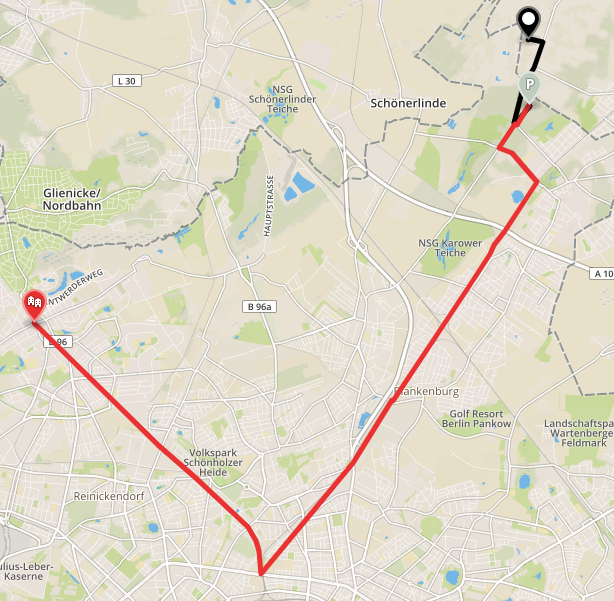 L 30
NSG
Schönerlinder
Teiche
Schönerlinde
P
Glienicke/
Nordbahn
HAUPTSTRASSE
NSG Karower
Teiche
A 10
NTWERDERWEG
B 96a
96
Blankenburg
Golf Resort
Berlin Pankow
Landschaftspa
Wartenberge
Feldmark
Volkspark
Schönholzer
Heide
Reinickendorf
ulius-Leber-
Kaserne